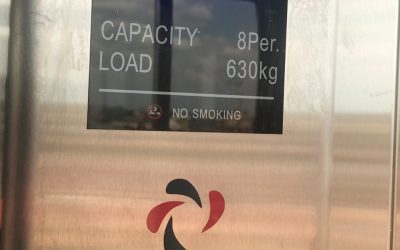 CAPACITY 8Per.
LOAD 630kg
NO SMOKING